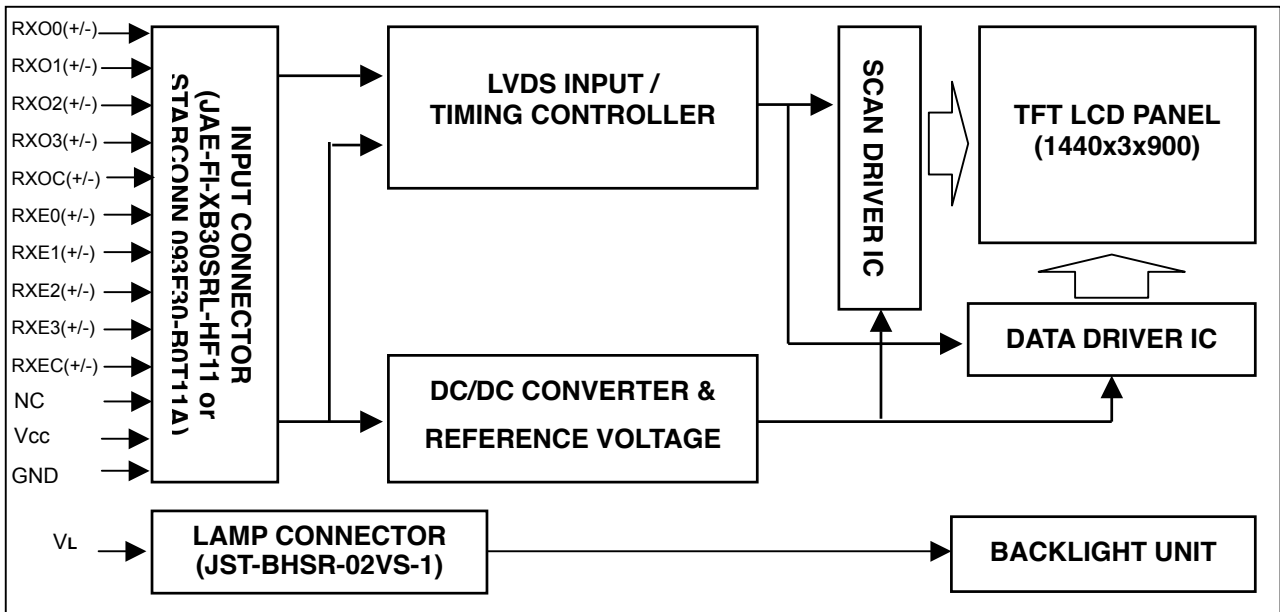 RXO0(+/-)
RXO1(+/-)
RXO2(+/-)
RXO3(+/-)
RXOC(+/-)
RXE0(+/-)
RXE1(+/-)
RXE2(+/-)
RXE3(+/-)
RXEC(+/-)
NC
Vcc
GND
VL
INPUT CONNECTOR
(JAE-FI-XB30SRL-HF11 or
STARCONN 093F30-B0T11A)
LVDS INPUT /
TIMING CONTROLLER
DC/DC CONVERTER &
REFERENCE VOLTAGE
SCAN DRIVER IC
TFT LCD PANEL
(1440x3x900)
DATA DRIVER IC
LAMP CONNECTOR
(JST-BHSR-02VS-1)
BACKLIGHT UNIT